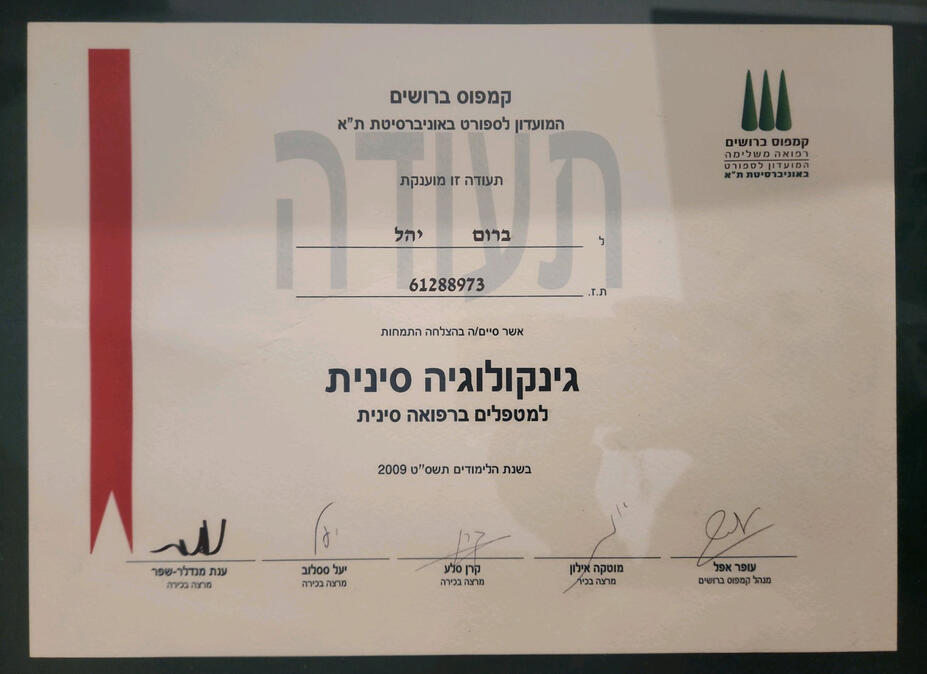 קמפוס ברושים
המועדון לספורט באוניברסיטת ת"א
תעודה
קמפוס ברושים
רפואה משלימה
המועדון לספורט
באוניברסיטת ת"א
תעודה זו מוענקת
ל ברום יהל
ת.ז. 61288973
אשר סיים/ה בהצלחה התמחות
גינקולוגיה סינית
למטפלים ברפואה סינית
בשנת הלימודים תשס"ט 2009
עופר אפל מוטקה אילון קרן סלע יעל סטלוב ענת מנדלר-שפר
מנהל קמפוס ברושים מרצה בכיר מרצה בכירה מרצה בכירה מרצה בכירה